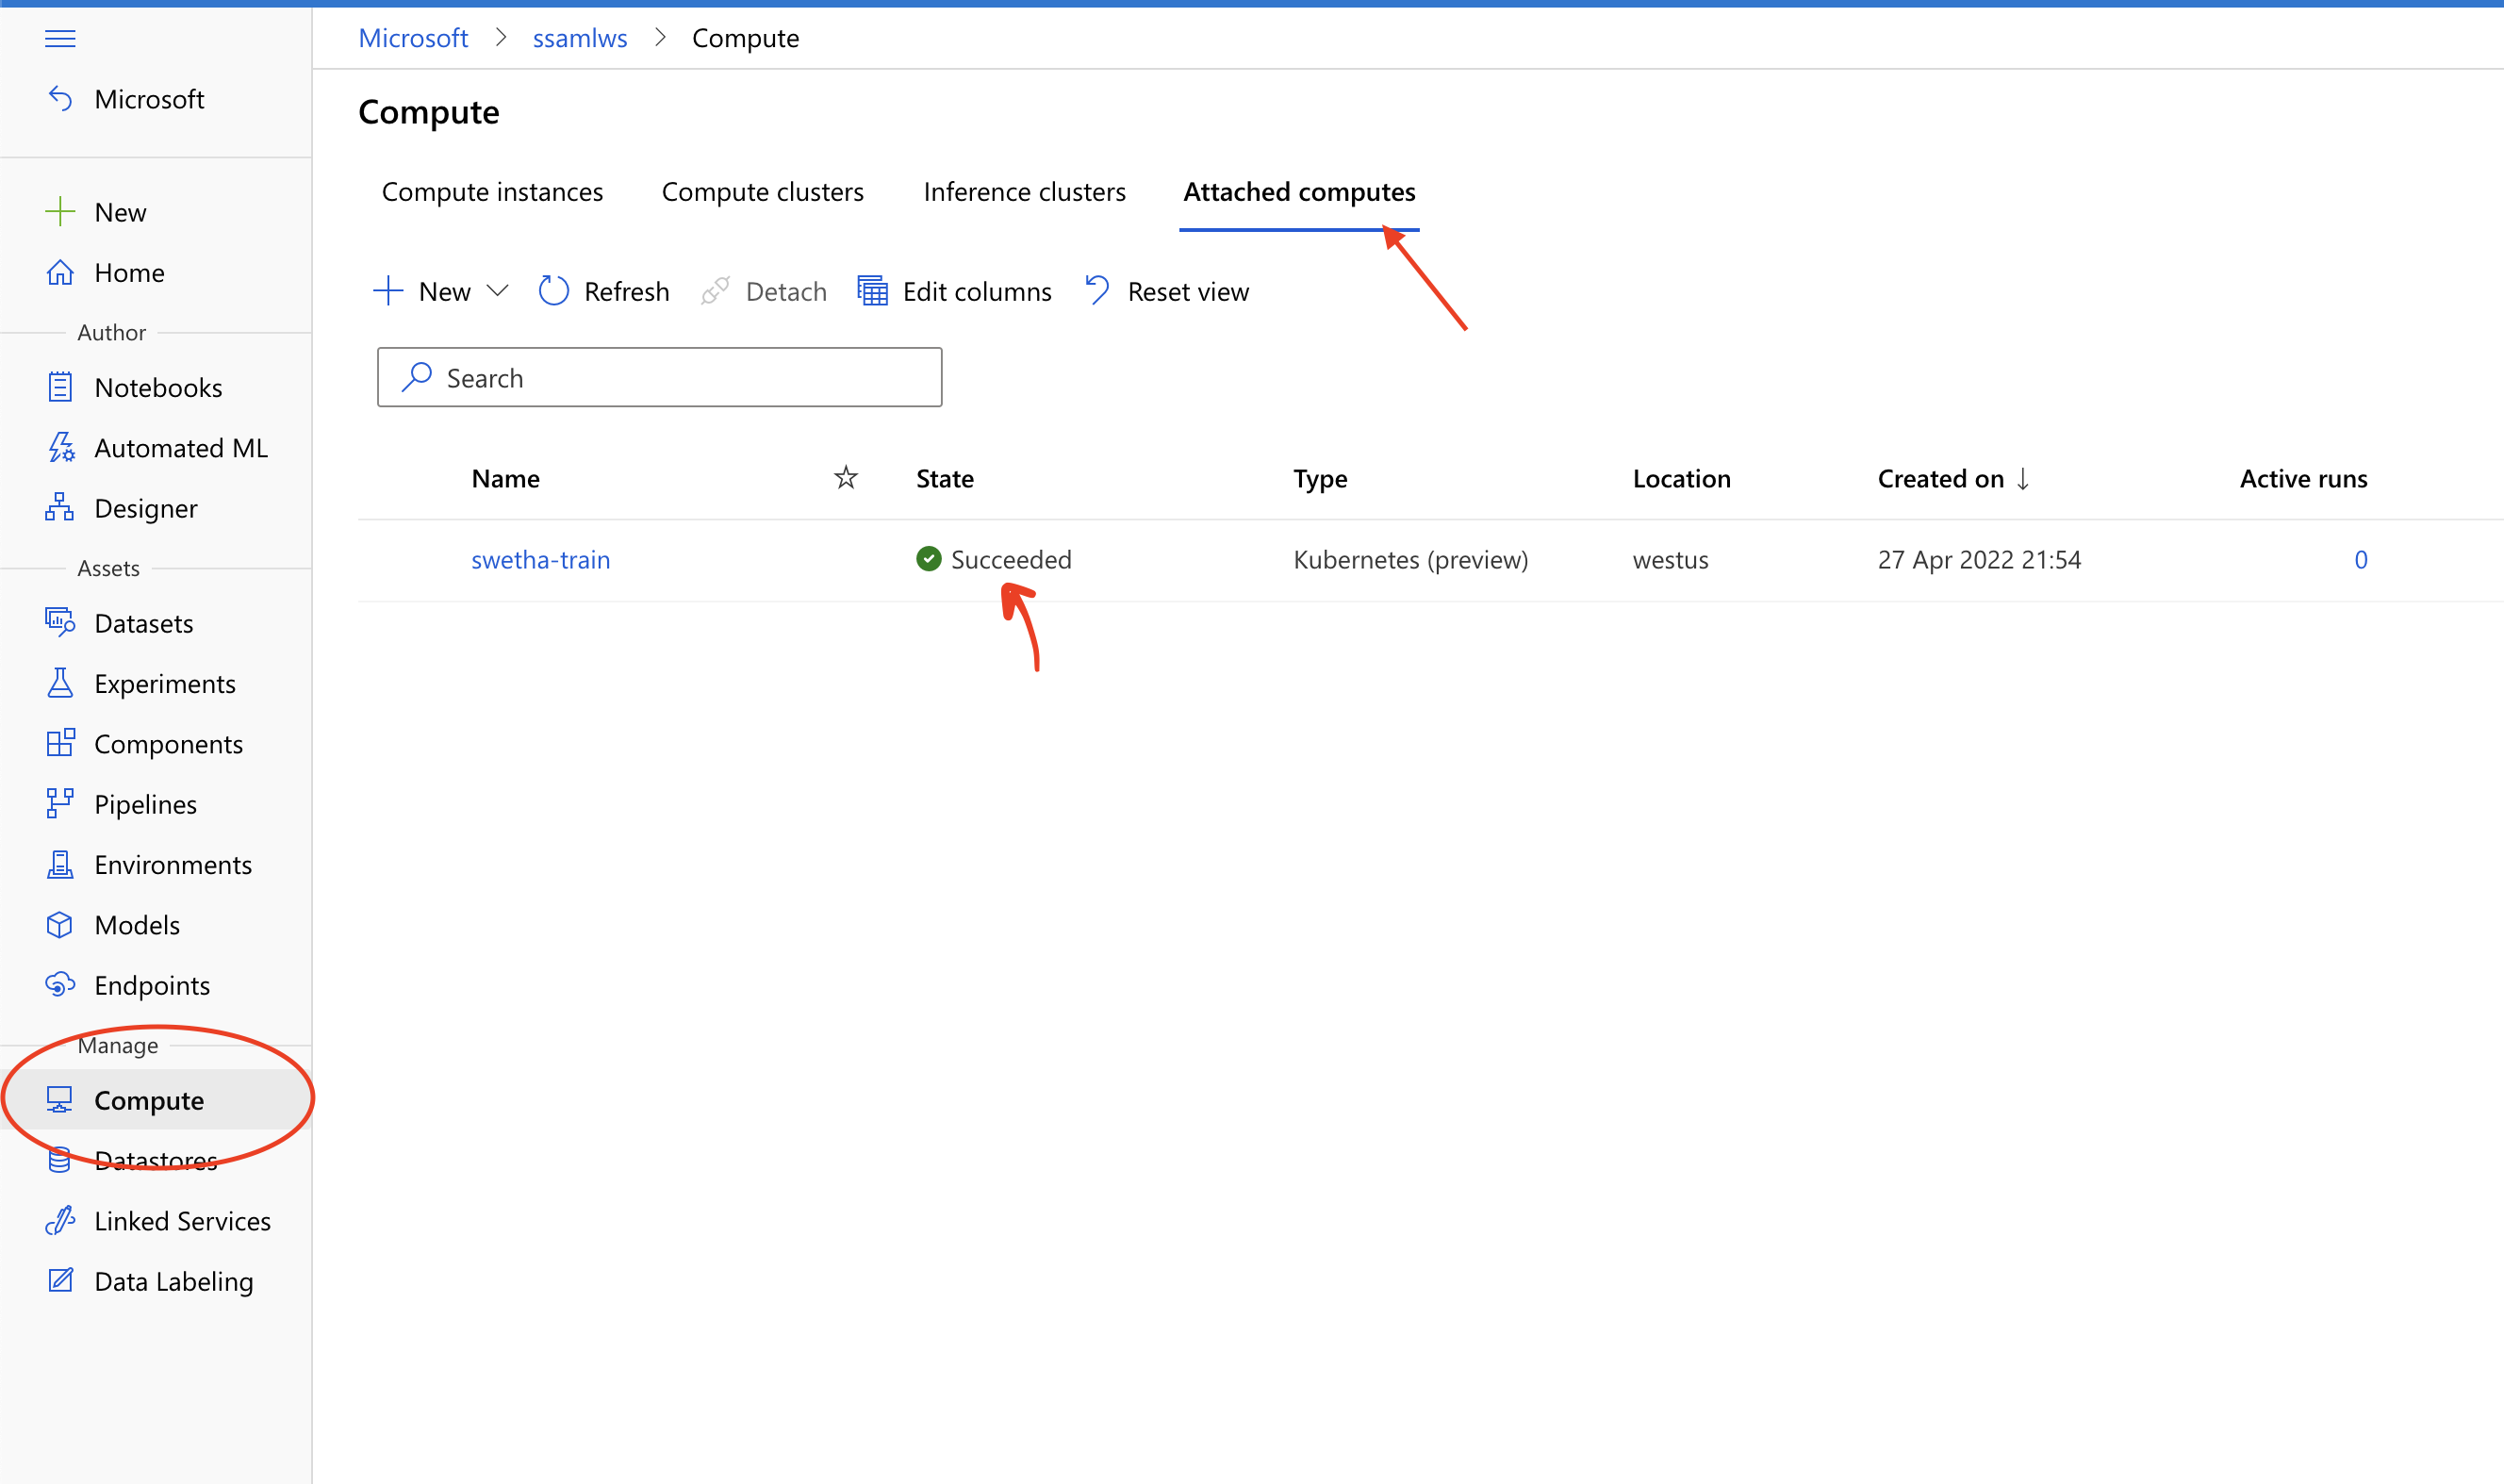 Microsoft > ssamlws > Compute
Microsoft
New
Home
Author
Notebooks
Automated ML
Designer
Assets
Datasets
Experiments
Components
Pipelines
Environments
Models
Endpoints
Manage
Compute
Datastores
Linked Services
Data Labeling
Compute
Compute instances Compute clusters Inference clusters Attached computes
New Refresh Detach Edit columns Reset view
Search
Name State Type Location Created on ↓ Active runs
swetha-train Succeeded Kubernetes (preview) westus 27 Apr 2022 21:54 0